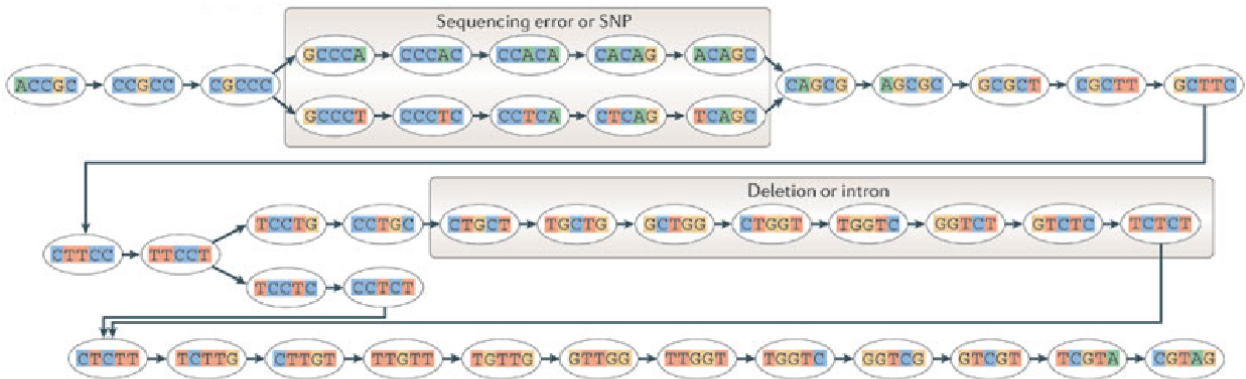 Sequencing error or SNP
GCCCA CCCAC CCACA CACAG ACAGC
ACCGC CCGCC CGCCC CAGCG AGCGC GCGCT CGCTT GCTTC
GCCCT CCCTC CCTCA CTCAG TCAGC
Deletion or intron
TCCTG CCTGC CTGCT TGCTG GCTGG CTGGT TGGTC GGTCT GTCTC TCTCT
CTTCC TTCCT
TCCTC CCTCT
CTCTT TCTTG CTTGT TTGTT TGTTG GTTGG TTGGT TGGTC GGTCG GTCGT TCGTA CGTAG